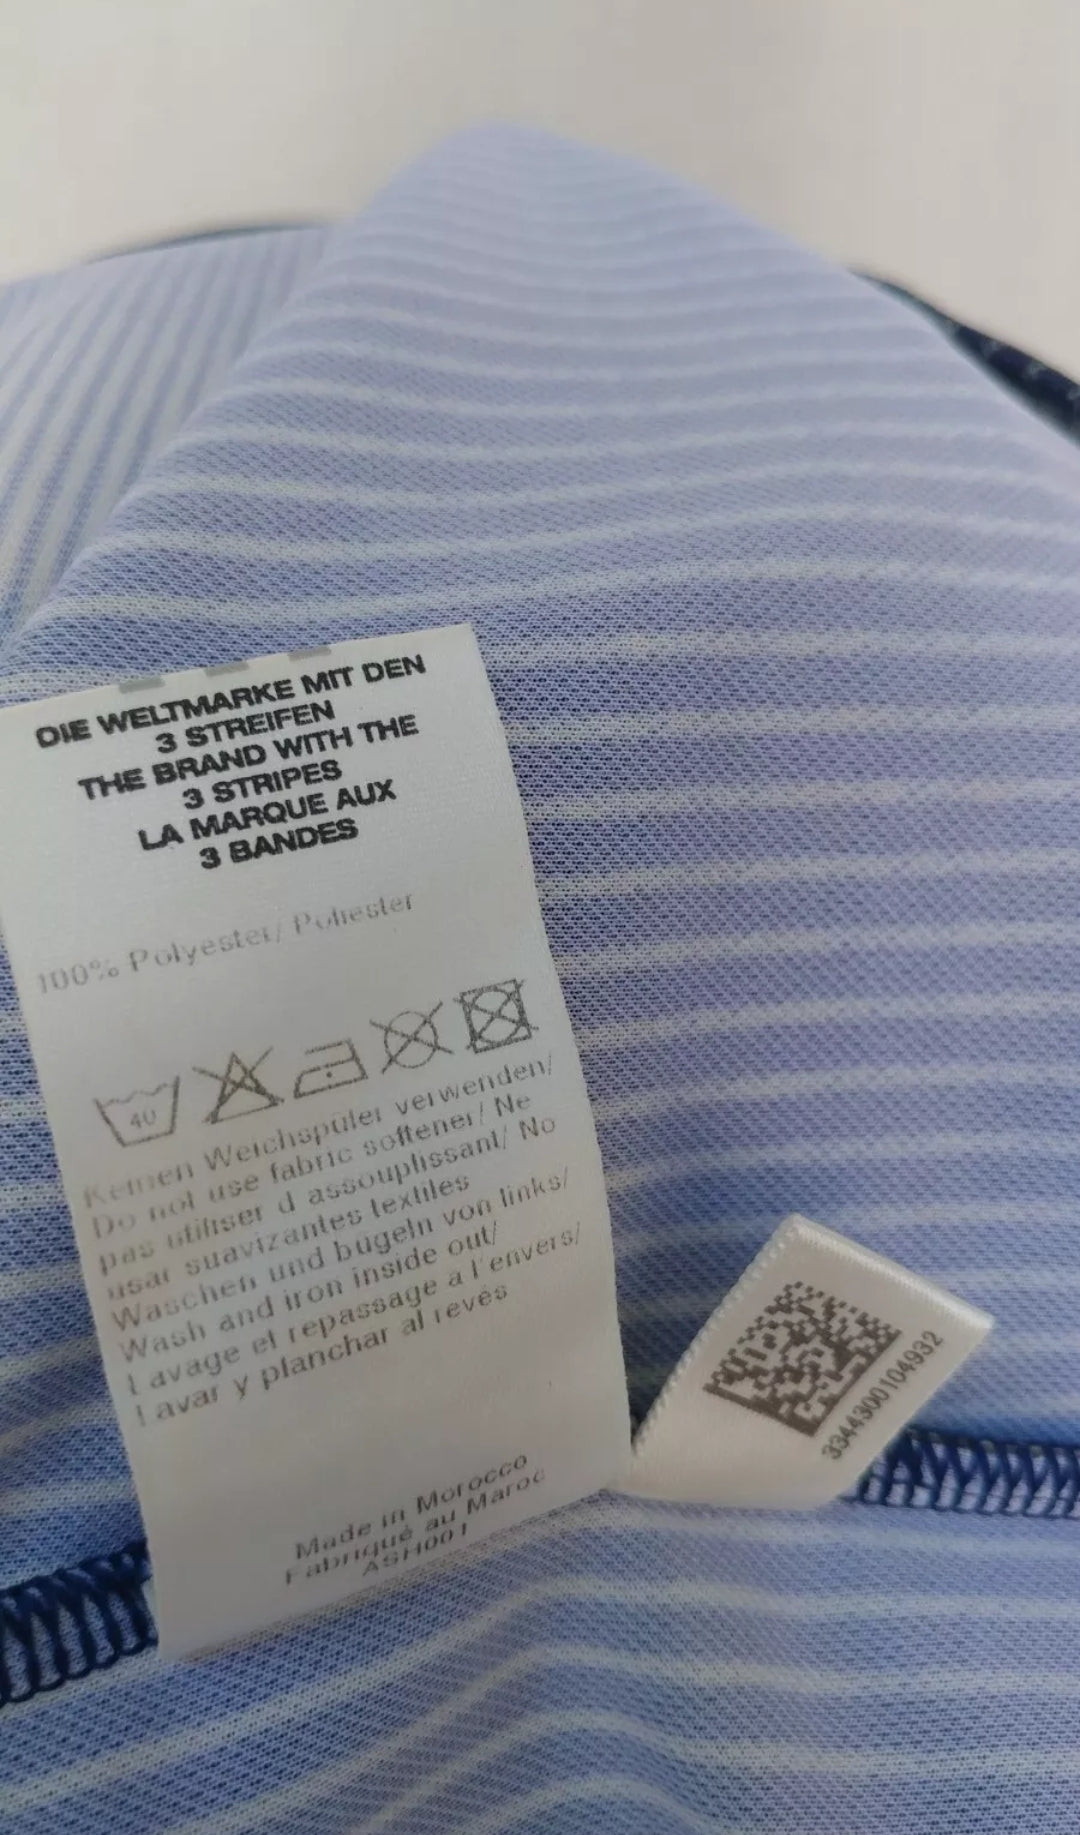 DIE WELTMARKE MIT DEN
3 STREIFEN
THE BRAND WITH THE
3 STRIPES
LA MARQUE AUX
3 BANDES
100% Polyester/ Poliester
40
Keinen Weichspüler verwenden/
Do not use fabric softener/ Ne
pas utiliser d assouplissant/ No
usar suavizantes textiles
Waschen und bügeln von links/
Wash and iron inside out/
Lavage et repassage a l'envers/
Lavar y planchar al revés
Made in Morocco
Fabriqué au Maroc
ASH001
3344300104932